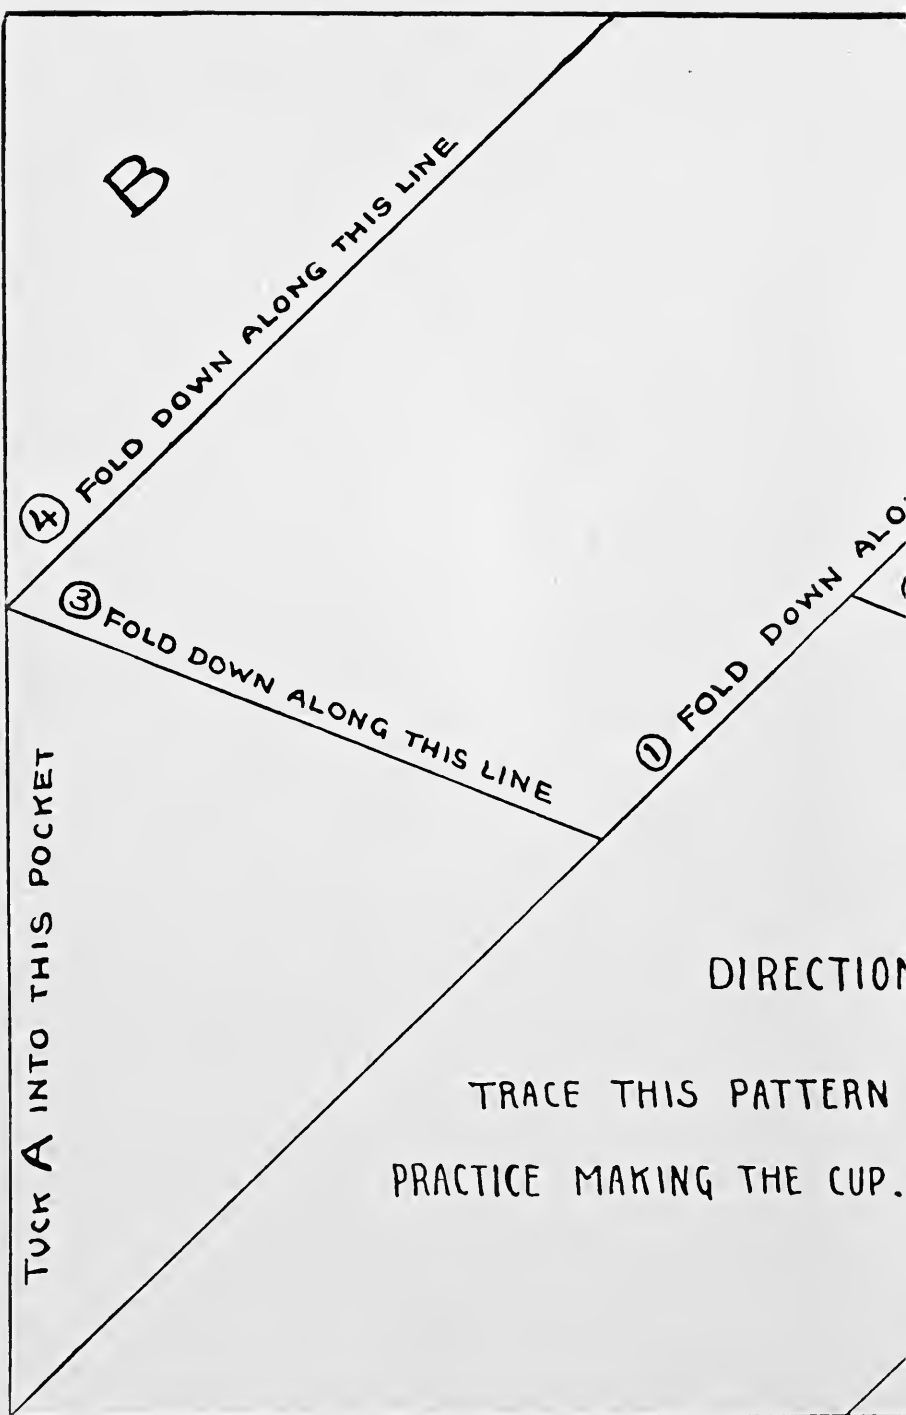 B
④ FOLD DOWN ALONG THIS LINE
③ FOLD DOWN ALONG THIS LINE
① FOLD DOWN
TUCK A INTO THIS POCKET
DIRECTION
TRACE THIS PATTERN
PRACTICE MAKING THE CUP.